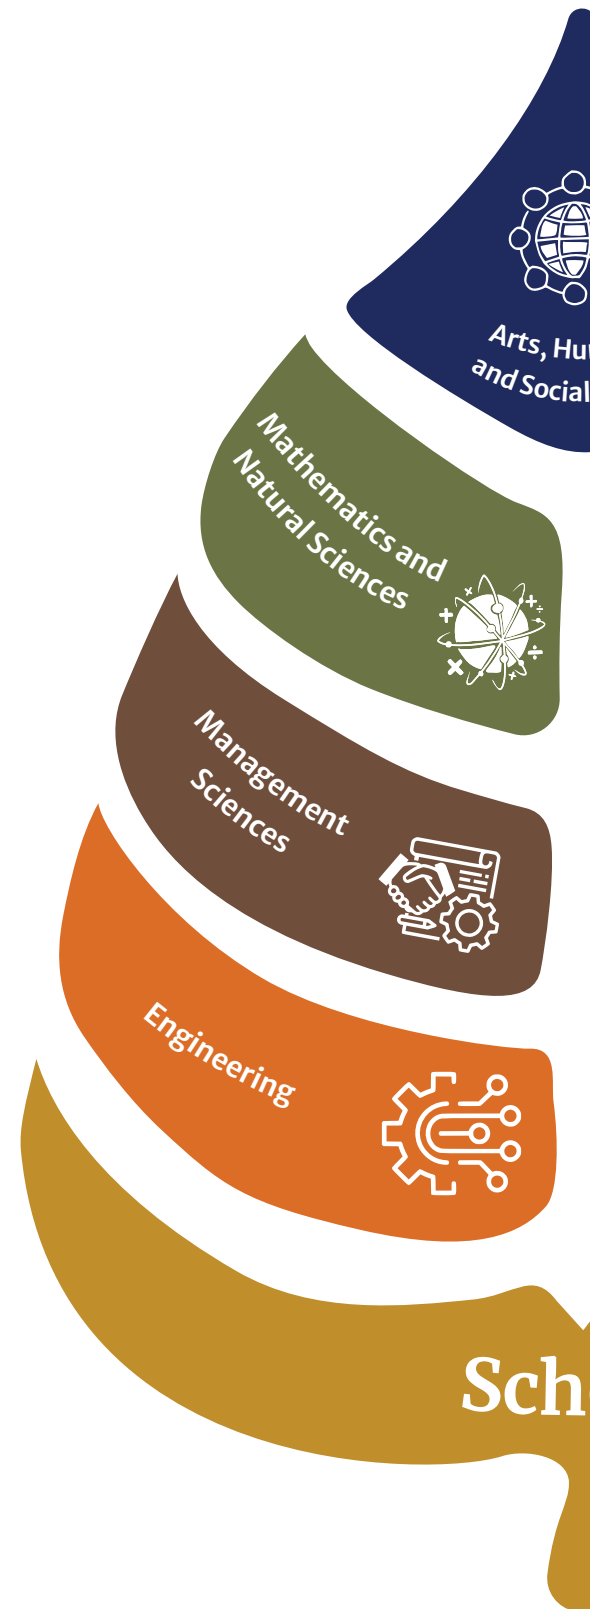 Arts, Hu
and Social
Mathematics and
Natural Sciences
Management
Sciences
Engineering
Sch